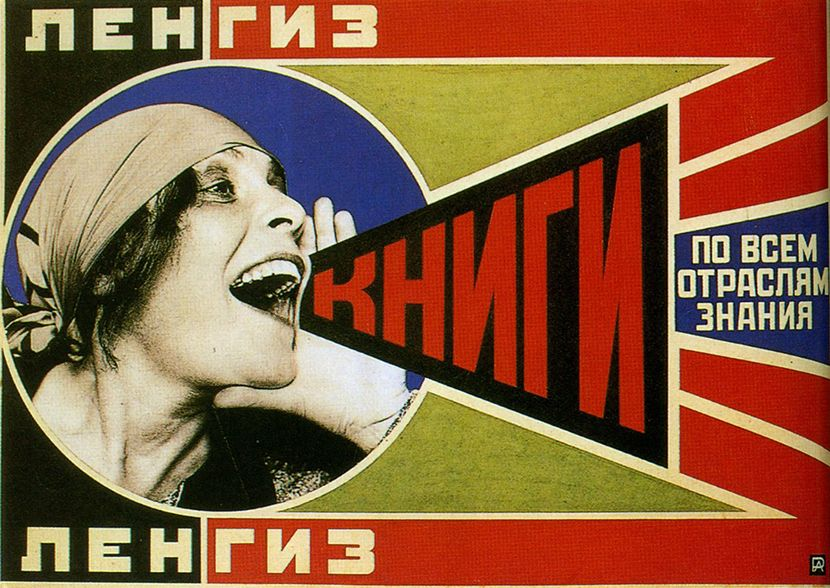 ЛЕНГИЗ
КНИГИ
ПО ВСЕМ
ОТРАСЛЯМ
ЗНАНИЯ
ЛЕНГИЗ